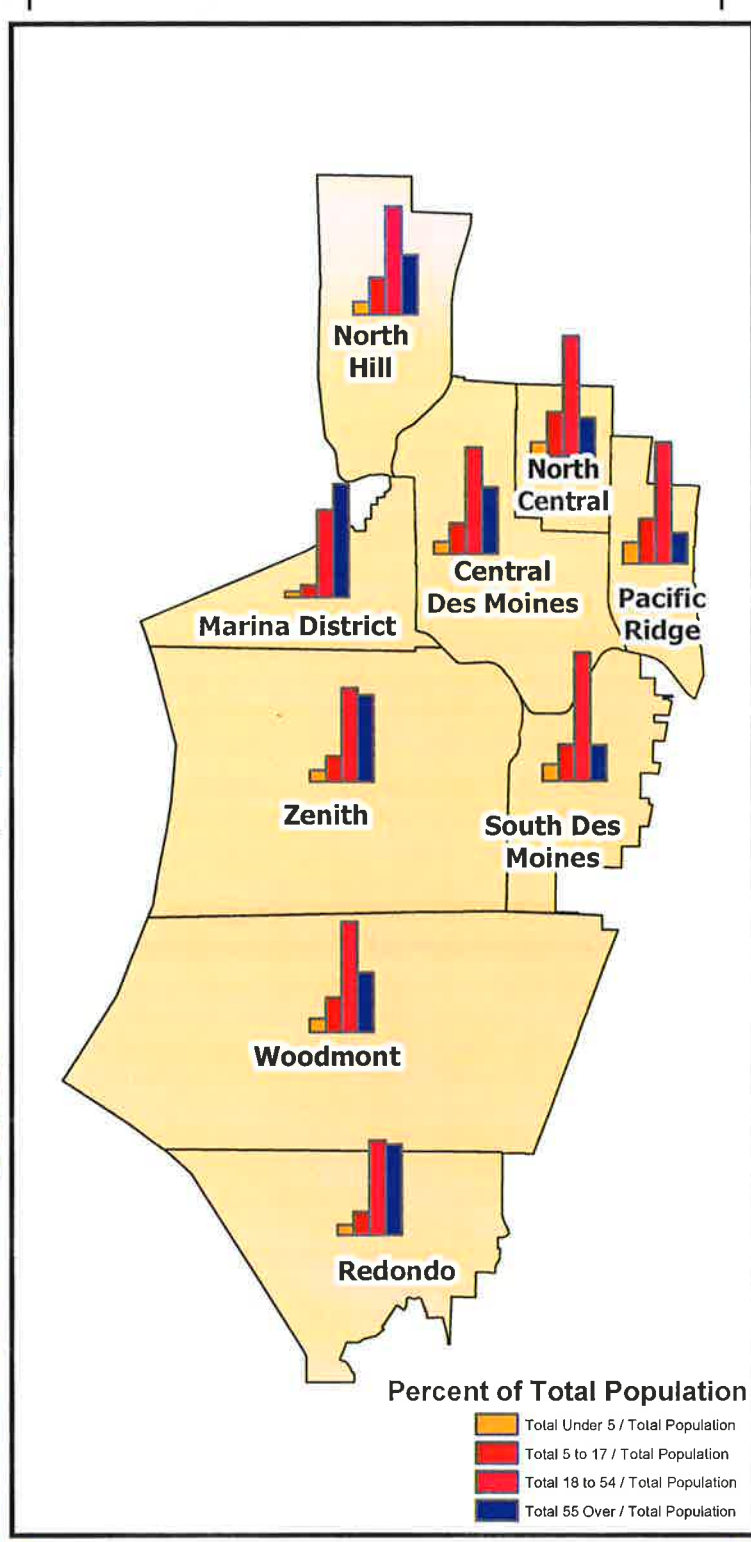 North
Hill
North
Central
Central
Des Moines
Pacific
Ridge
Marina District
Zenith
South Des
Moines
Woodmont
Redondo
Percent of Total Population
Total Under 5 / Total Population
Total 5 to 17 / Total Population
Total 18 to 54 / Total Population
Total 55 Over / Total Population